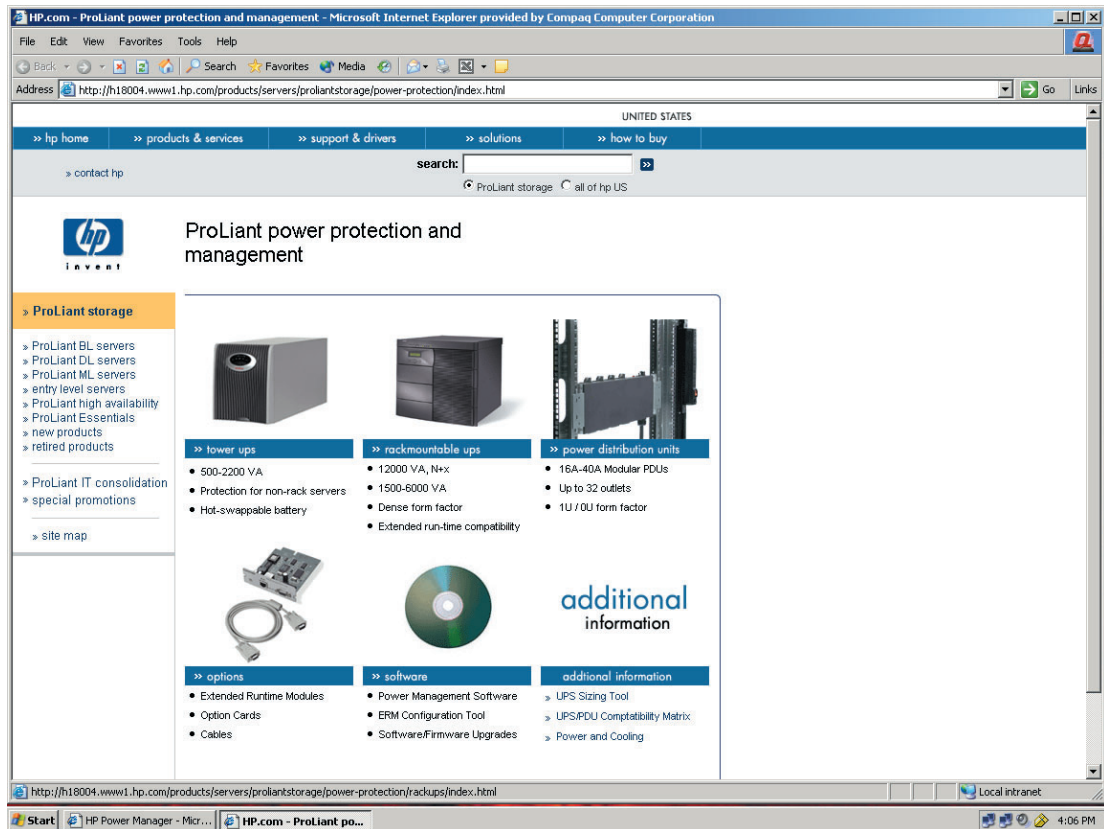 HP.com - ProLiant power protection and management - Microsoft Internet Explorer provided by Compaq Computer Corporation
File Edit View Favorites Tools Help
Back Search Favorites Media
Address http://h18004.www1.hp.com/products/servers/proliantstorage/power-protection/index.html Go Links
UNITED STATES
» hp home » products & services » support & drivers » solutions » how to buy
» contact hp
search: »
ProLiant storage all of hp US
hp
invent
ProLiant power protection and
management
» ProLiant storage
» ProLiant BL servers
» ProLiant DL servers
» ProLiant ML servers
» entry level servers
» ProLiant high availability
» ProLiant Essentials
» new products
» retired products
» ProLiant IT consolidation
» special promotions
» site map
» tower ups
• 500-2200 VA
• Protection for non-rack servers
• Hot-swappable battery
» rackmountable ups
• 12000 VA, N+x
• 1500-6000 VA
• Dense form factor
• Extended run-time compatibility
» power distribution units
• 16A-40A Modular PDUs
• Up to 32 outlets
• 1U / 0U form factor
» options
• Extended Runtime Modules
• Option Cards
• Cables
» software
• Power Management Software
• ERM Configuration Tool
• Software/Firmware Upgrades
additional
information
addtional information
» UPS Sizing Tool
» UPS/PDU Comptatibility Matrix
» Power and Cooling
http://h18004.www1.hp.com/products/servers/proliantstorage/power-protection/rackups/index.html Local intranet
Start HP Power Manager - Micr... HP.com - ProLiant po... 4:06 PM